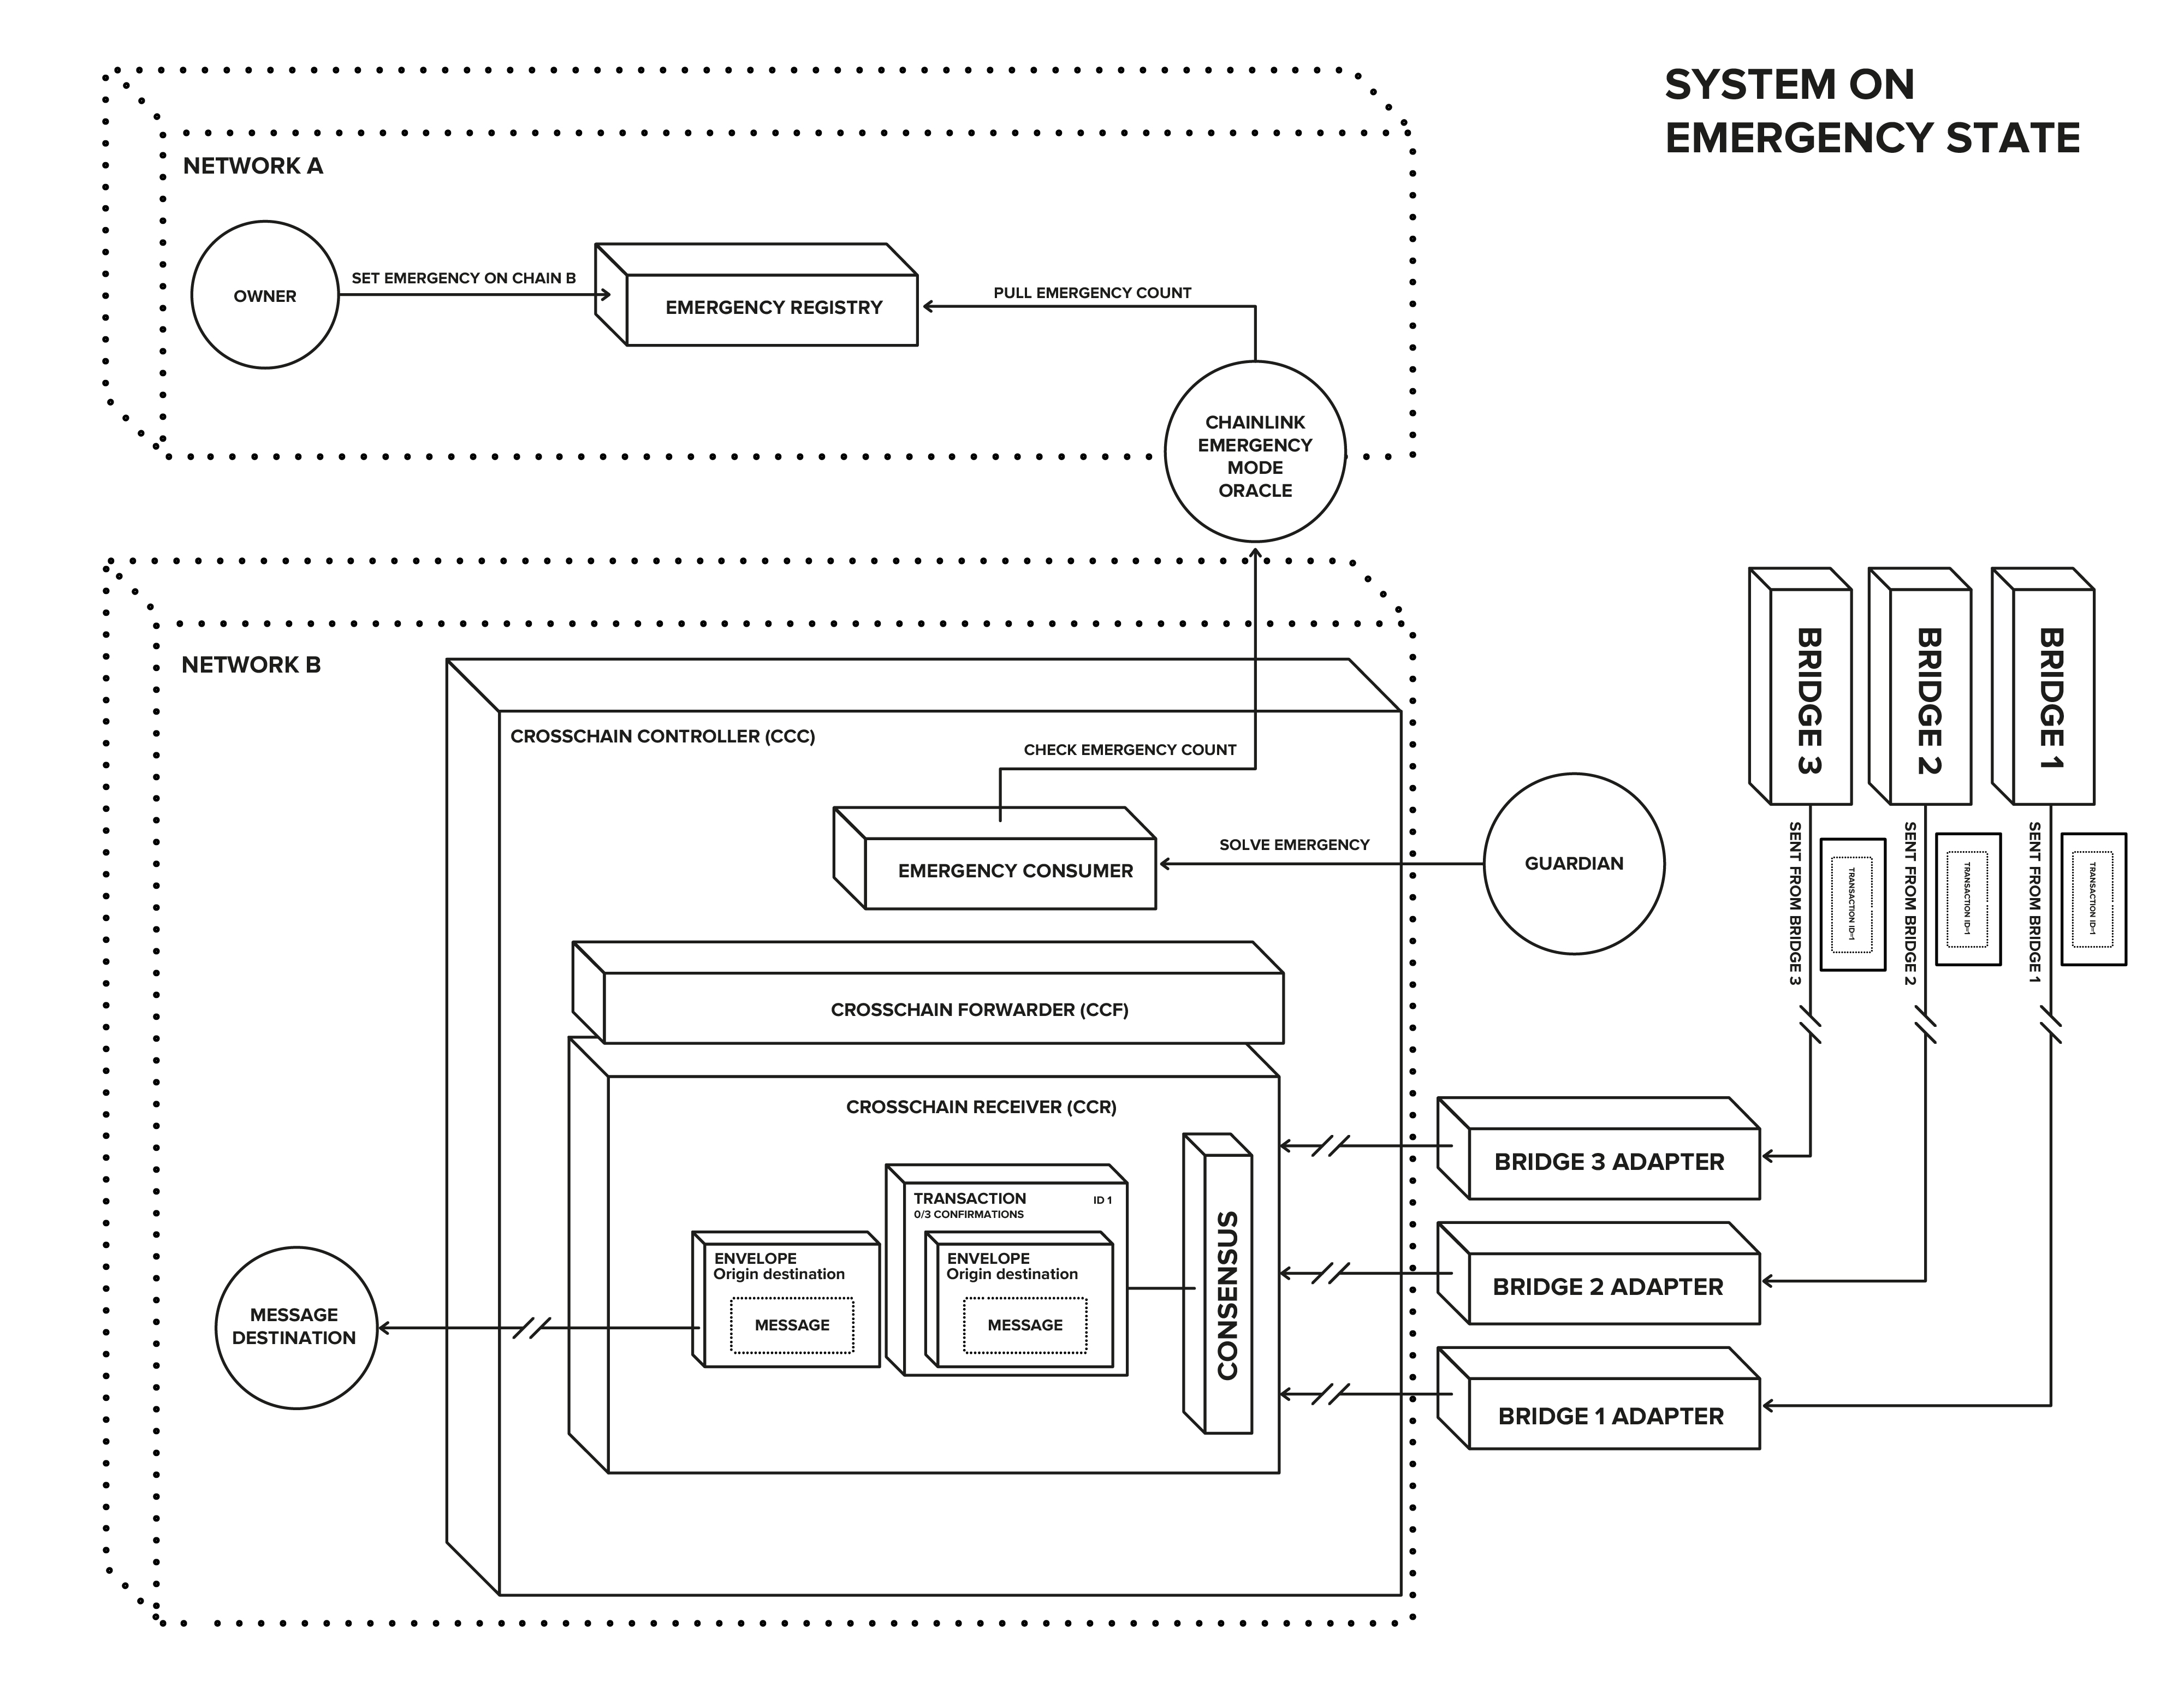 SYSTEM ON
EMERGENCY STATE
NETWORK A
OWNER
SET EMERGENCY ON CHAIN B
EMERGENCY REGISTRY
PULL EMERGENCY COUNT
CHAINLINK
EMERGENCY
MODE
ORACLE
NETWORK B
CROSSCHAIN CONTROLLER (CCC)
CHECK EMERGENCY COUNT
EMERGENCY CONSUMER
SOLVE EMERGENCY
GUARDIAN
BRIDGE 3
BRIDGE 2
BRIDGE 1
SENT FROM BRIDGE 3
TRANSACTION ID=1
SENT FROM BRIDGE 2
TRANSACTION ID=1
SENT FROM BRIDGE 1
TRANSACTION ID=1
CROSSCHAIN FORWARDER (CCF)
CROSSCHAIN RECEIVER (CCR)
TRANSACTION
ID 1
0/3 CONFIRMATIONS
ENVELOPE
Origin destination
MESSAGE
ENVELOPE
Origin destination
MESSAGE
CONSENSUS
MESSAGE
DESTINATION
BRIDGE 3 ADAPTER
BRIDGE 2 ADAPTER
BRIDGE 1 ADAPTER